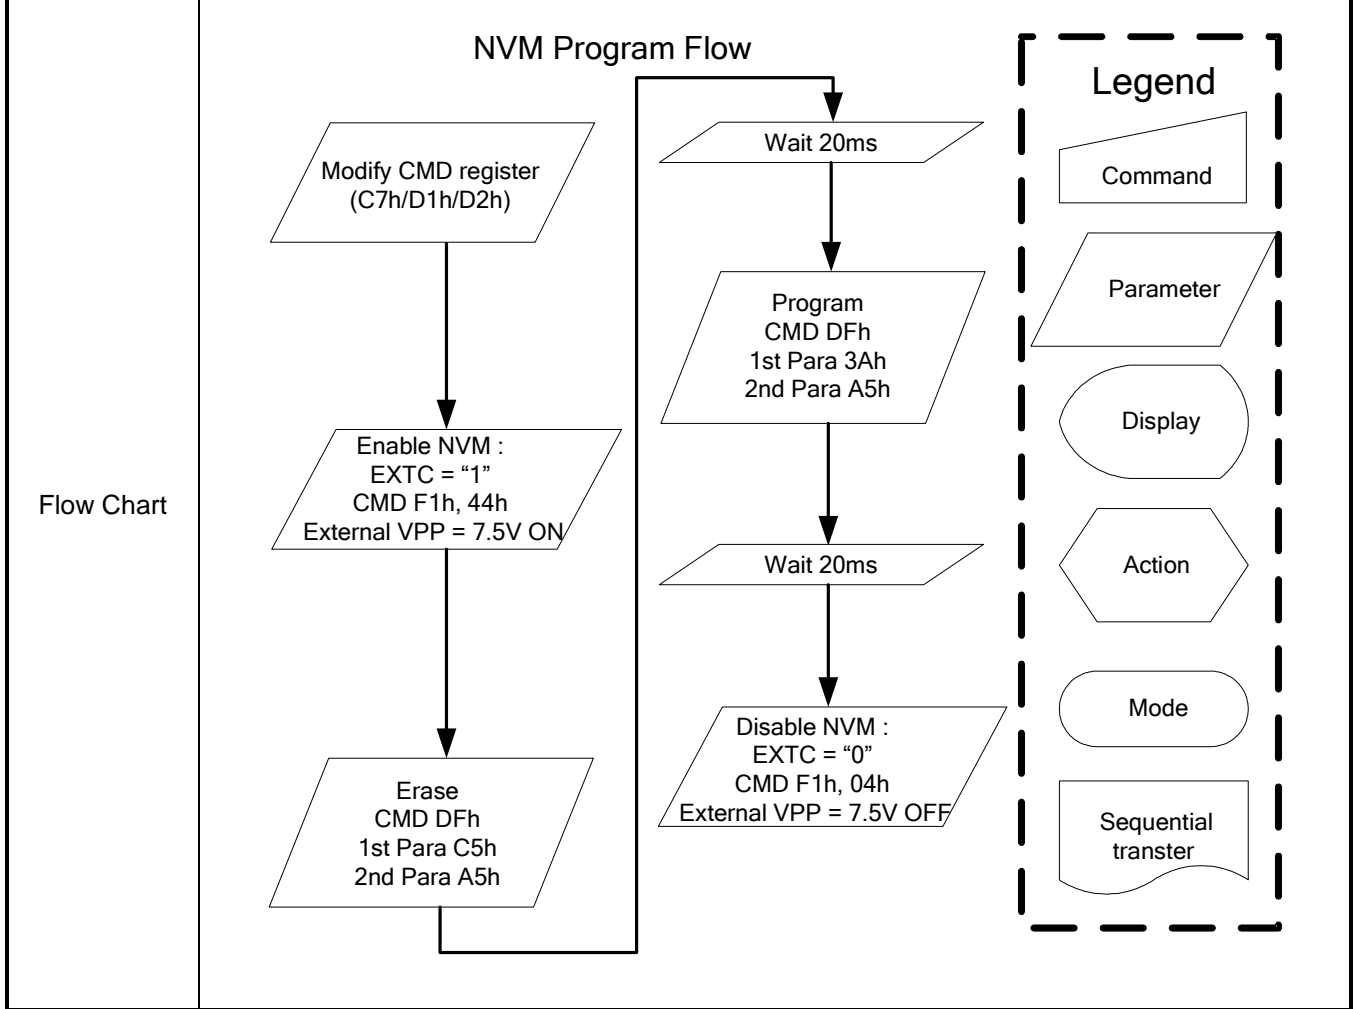 Flow Chart
NVM Program Flow
Modify CMD register
(C7h/D1h/D2h)
Enable NVM :
EXTC = “1”
CMD F1h, 44h
External VPP = 7.5V ON
Erase
CMD DFh
1st Para C5h
2nd Para A5h
Wait 20ms
Program
CMD DFh
1st Para 3Ah
2nd Para A5h
Wait 20ms
Disable NVM :
EXTC = “0”
CMD F1h, 04h
External VPP = 7.5V OFF
Legend
Command
Parameter
Display
Action
Mode
Sequential
transter